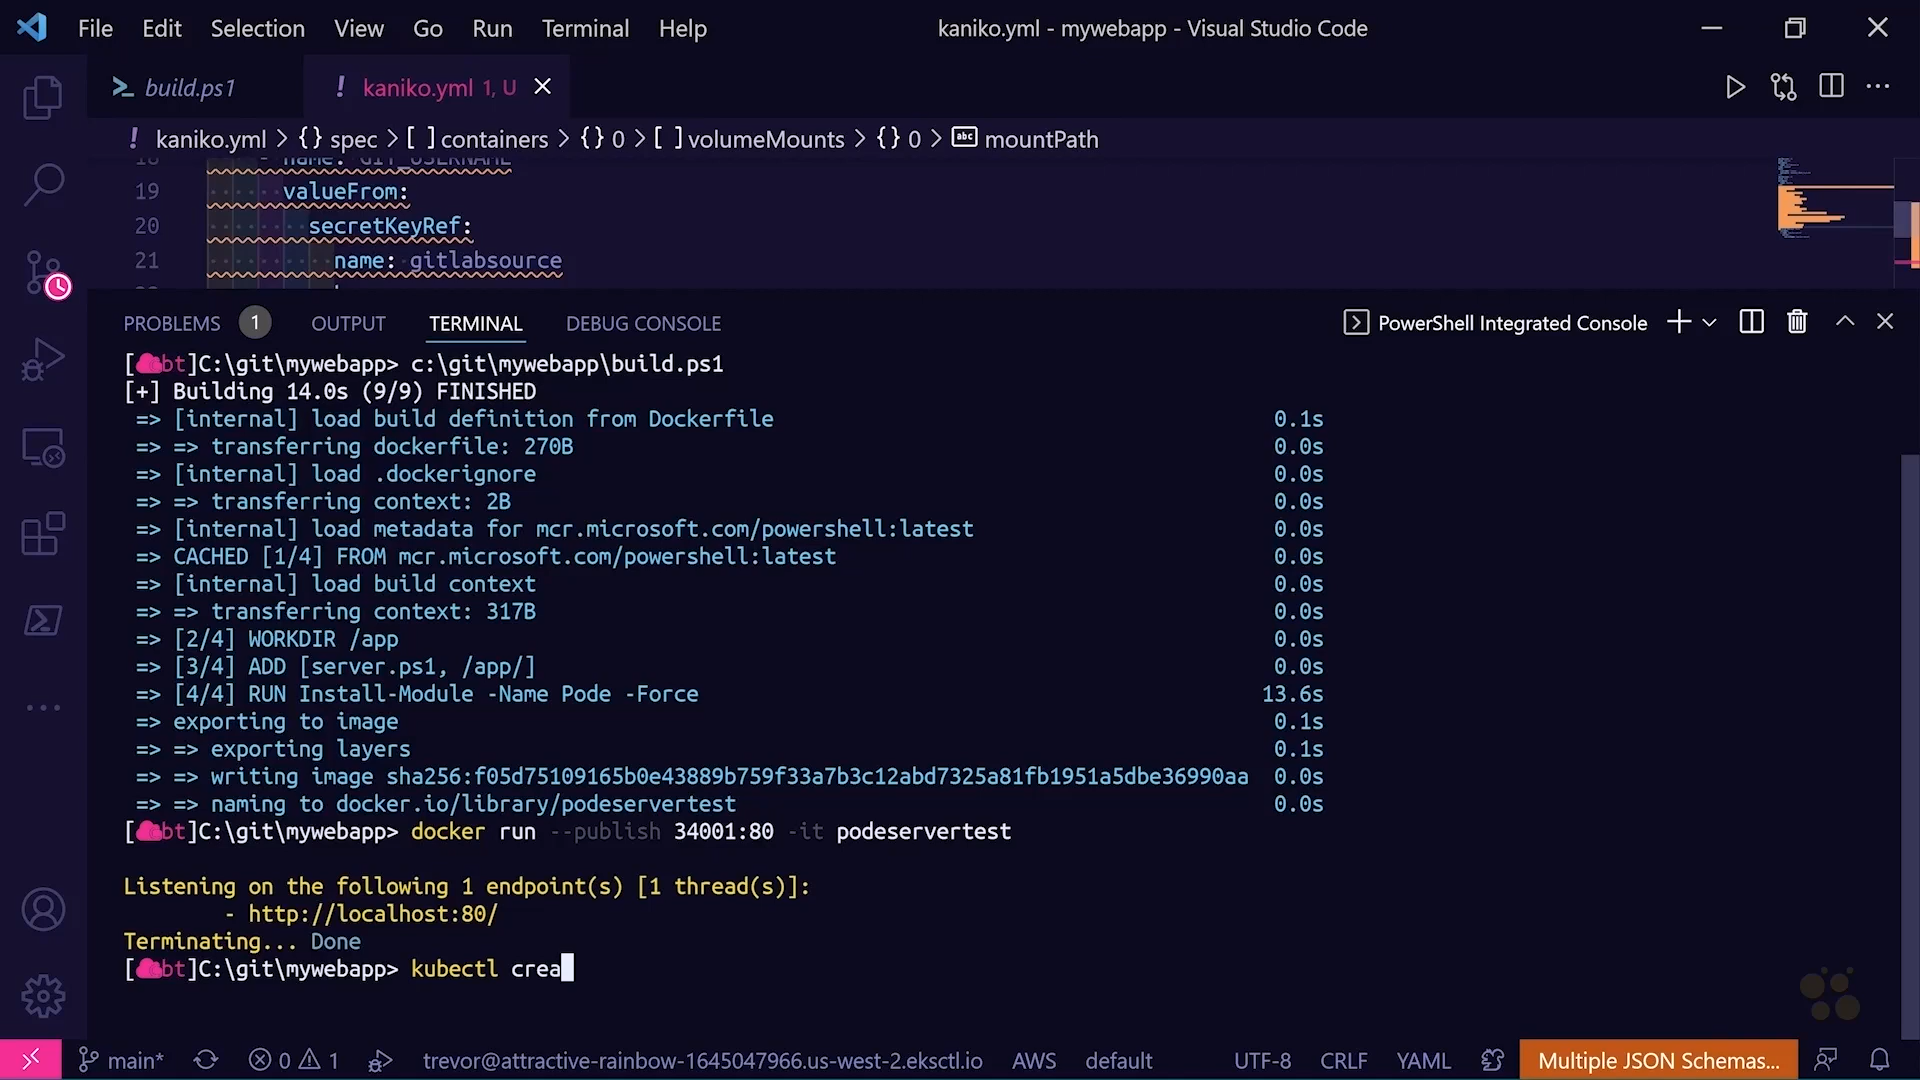 File Edit Selection View Go Run Terminal Help kaniko.yml - mywebapp - Visual Studio Code
build.ps1 ! kaniko.yml 1, U
! kaniko.yml > {} spec > [ ] containers > {} 0 > [ ] volumeMounts > {} 0 > abc mountPath
18 - name: GIT_USERNAME
19 valueFrom:
20 secretKeyRef:
21 name: gitlabsource
PROBLEMS 1 OUTPUT TERMINAL DEBUG CONSOLE PowerShell Integrated Console
[bt]C:\git\mywebapp> c:\git\mywebapp\build.ps1
[+] Building 14.0s (9/9) FINISHED
=> [internal] load build definition from Dockerfile 0.1s
=> => transferring dockerfile: 270B 0.0s
=> [internal] load .dockerignore 0.0s
=> => transferring context: 2B 0.0s
=> [internal] load metadata for mcr.microsoft.com/powershell:latest 0.0s
=> CACHED [1/4] FROM mcr.microsoft.com/powershell:latest 0.0s
=> [internal] load build context 0.0s
=> => transferring context: 317B 0.0s
=> [2/4] WORKDIR /app 0.0s
=> [3/4] ADD [server.ps1, /app/] 0.0s
=> [4/4] RUN Install-Module -Name Pode -Force 13.6s
=> exporting to image 0.1s
=> => exporting layers 0.1s
=> => writing image sha256:f05d75109165b0e43889b759f33a7b3c12abd7325a81fb1951a5dbe36990aa 0.0s
=> => naming to docker.io/library/podeservertest 0.0s
[bt]C:\git\mywebapp> docker run --publish 34001:80 -it podeservertest
Listening on the following 1 endpoint(s) [1 thread(s)]:
- http://localhost:80/
Terminating... Done
[bt]C:\git\mywebapp> kubectl crea
main* 0 1 trevor@attractive-rainbow-1645047966.us-west-2.eksctl.io AWS default UTF-8 CRLF YAML Multiple JSON Schemas...